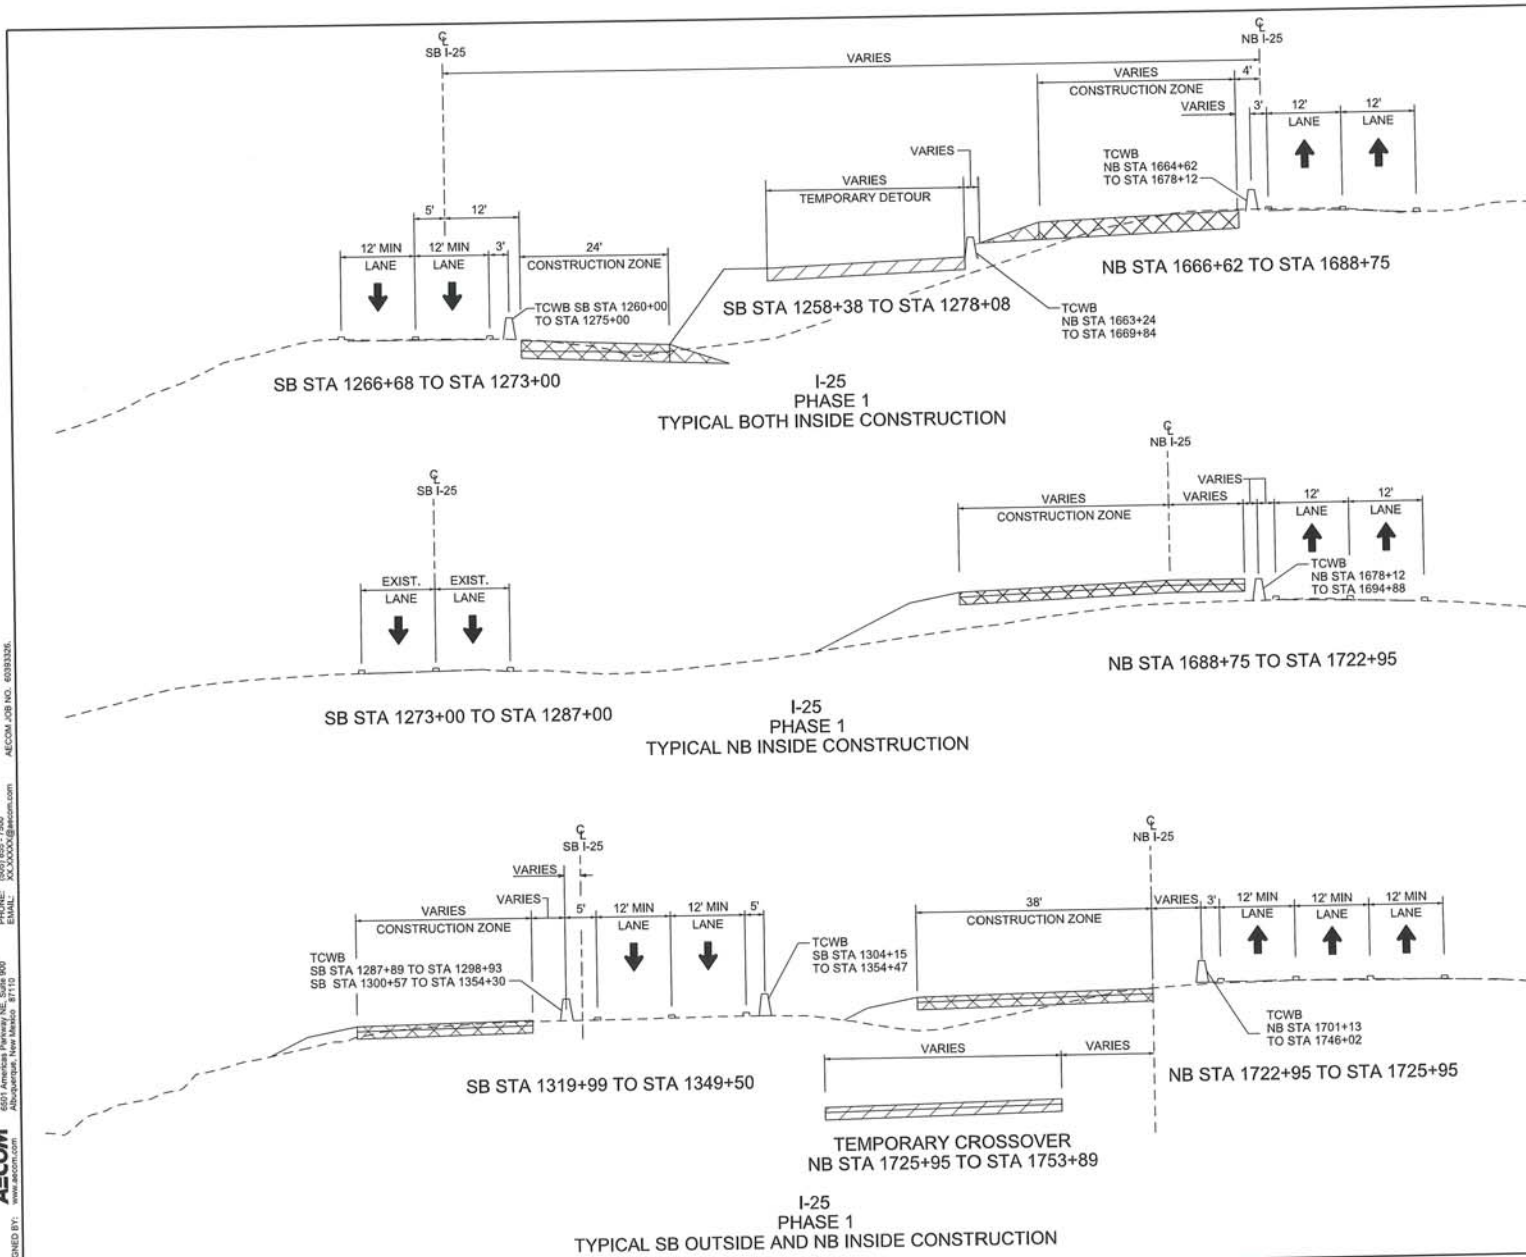 ℄
SB I-25
℄
NB I-25
VARIES
VARIES
CONSTRUCTION ZONE
4'
VARIES
3'
12'
LANE
12'
LANE
TCWB
NB STA 1664+62
TO STA 1678+12
VARIES
VARIES
TEMPORARY DETOUR
5'
12'
12' MIN
LANE
12' MIN
LANE
3'
24'
CONSTRUCTION ZONE
TCWB SB STA 1260+00
TO STA 1275+00
SB STA 1258+38 TO STA 1278+08
TCWB
NB STA 1663+24
TO STA 1669+84
NB STA 1666+62 TO STA 1688+75
SB STA 1266+68 TO STA 1273+00
I-25
PHASE 1
TYPICAL BOTH INSIDE CONSTRUCTION
℄
SB I-25
℄
NB I-25
EXIST.
LANE
EXIST.
LANE
VARIES
CONSTRUCTION ZONE
VARIES
VARIES
12'
LANE
12'
LANE
TCWB
NB STA 1678+12
TO STA 1694+88
NB STA 1688+75 TO STA 1722+95
SB STA 1273+00 TO STA 1287+00
I-25
PHASE 1
TYPICAL NB INSIDE CONSTRUCTION
℄
SB I-25
℄
NB I-25
VARIES
VARIES
VARIES
CONSTRUCTION ZONE
5'
12' MIN
LANE
12' MIN
LANE
5'
TCWB
SB STA 1287+89 TO STA 1298+93
SB STA 1300+57 TO STA 1354+30
TCWB
SB STA 1304+15
TO STA 1354+47
38'
CONSTRUCTION ZONE
VARIES
3'
12' MIN
LANE
12' MIN
LANE
12' MIN
LANE
TCWB
NB STA 1701+13
TO STA 1746+02
SB STA 1319+99 TO STA 1349+50
VARIES
VARIES
NB STA 1722+95 TO STA 1725+95
TEMPORARY CROSSOVER
NB STA 1725+95 TO STA 1753+89
I-25
PHASE 1
TYPICAL SB OUTSIDE AND NB INSIDE CONSTRUCTION
GNED BY:
AECOM
www.aecom.com
6501 Americas Parkway NE, Suite 900
Albuquerque, New Mexico 87110
PHONE:
EMAIL: XX.XXXXX@aecom.com
AECOM JOB NO. 60393326.